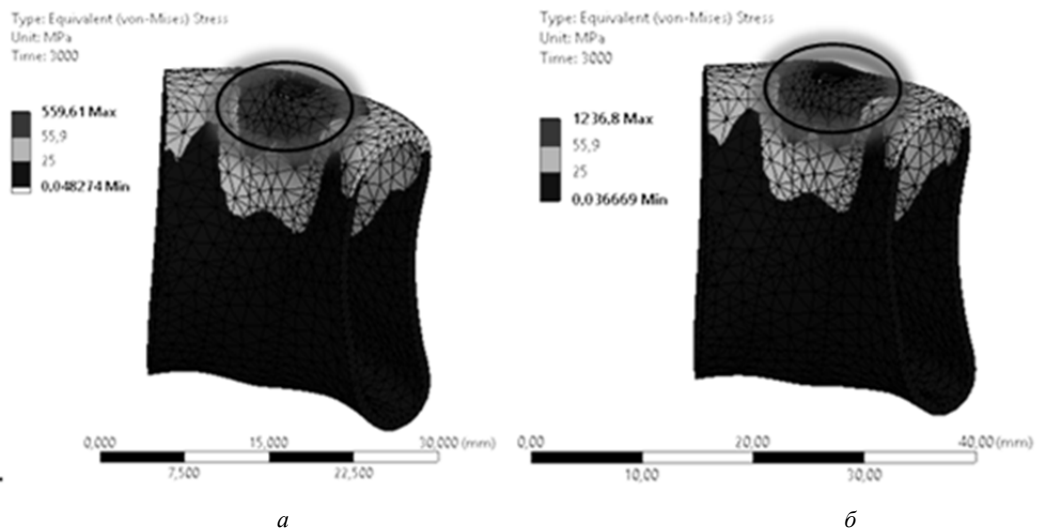 Type: Equivalent (von-Mises) Stress
Unit: MPa
Time: 3000
559,61 Max
55,9
25
0,048274 Min
0,000
15,000
30,000 (mm)
7,500
22,500
а
Type: Equivalent (von-Mises) Stress
Unit: MPa
Time: 3000
1236,8 Max
55,9
25
0,036669 Min
0,00
20,00
40,00 (mm)
10,00
30,00
б